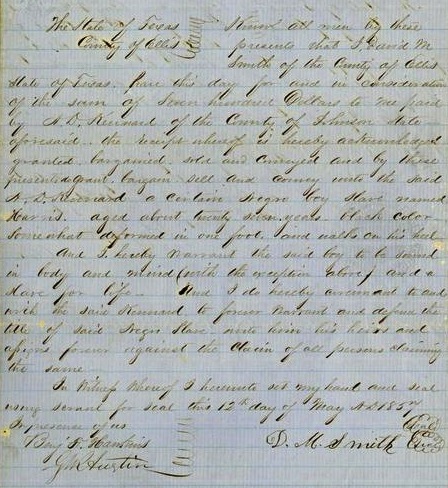 The State of Texas
County of Ellis
Know all men by these
presents that I, David M
Smith of the County of Ellis
State of Texas, have this day for and in consideration
of the sum of Seven hundred Dollars to me paid
by A. D. Kennard of the County of Johnson State
aforesaid.. the receipt whereof is hereby acknowledged
granted, bargained, sold and conveyed and by these
presents do grant, bargain sell and convey unto the said
A. D. Kennard a certain Negro boy slave named
Harris. aged about twenty seven years black color
somewhat deformed in one foot. and walks on his heel
And I hereby warrant the said boy to be sound
in body and mind (with the exception above) and a
slave for life.. And I do hereby covenant to and
with the said Kennard to forever Warrant and defend the
title of said Negro Slave unto him his heirs and
assigns forever against the Claim of all persons claiming
the same
In Witness Whereof I hereunto set my hand and seal
using scrawl for seal this 12th day of May AD 1857
In presence of us
Benj. F. Hawkins
D. M. Smith
G W Austin